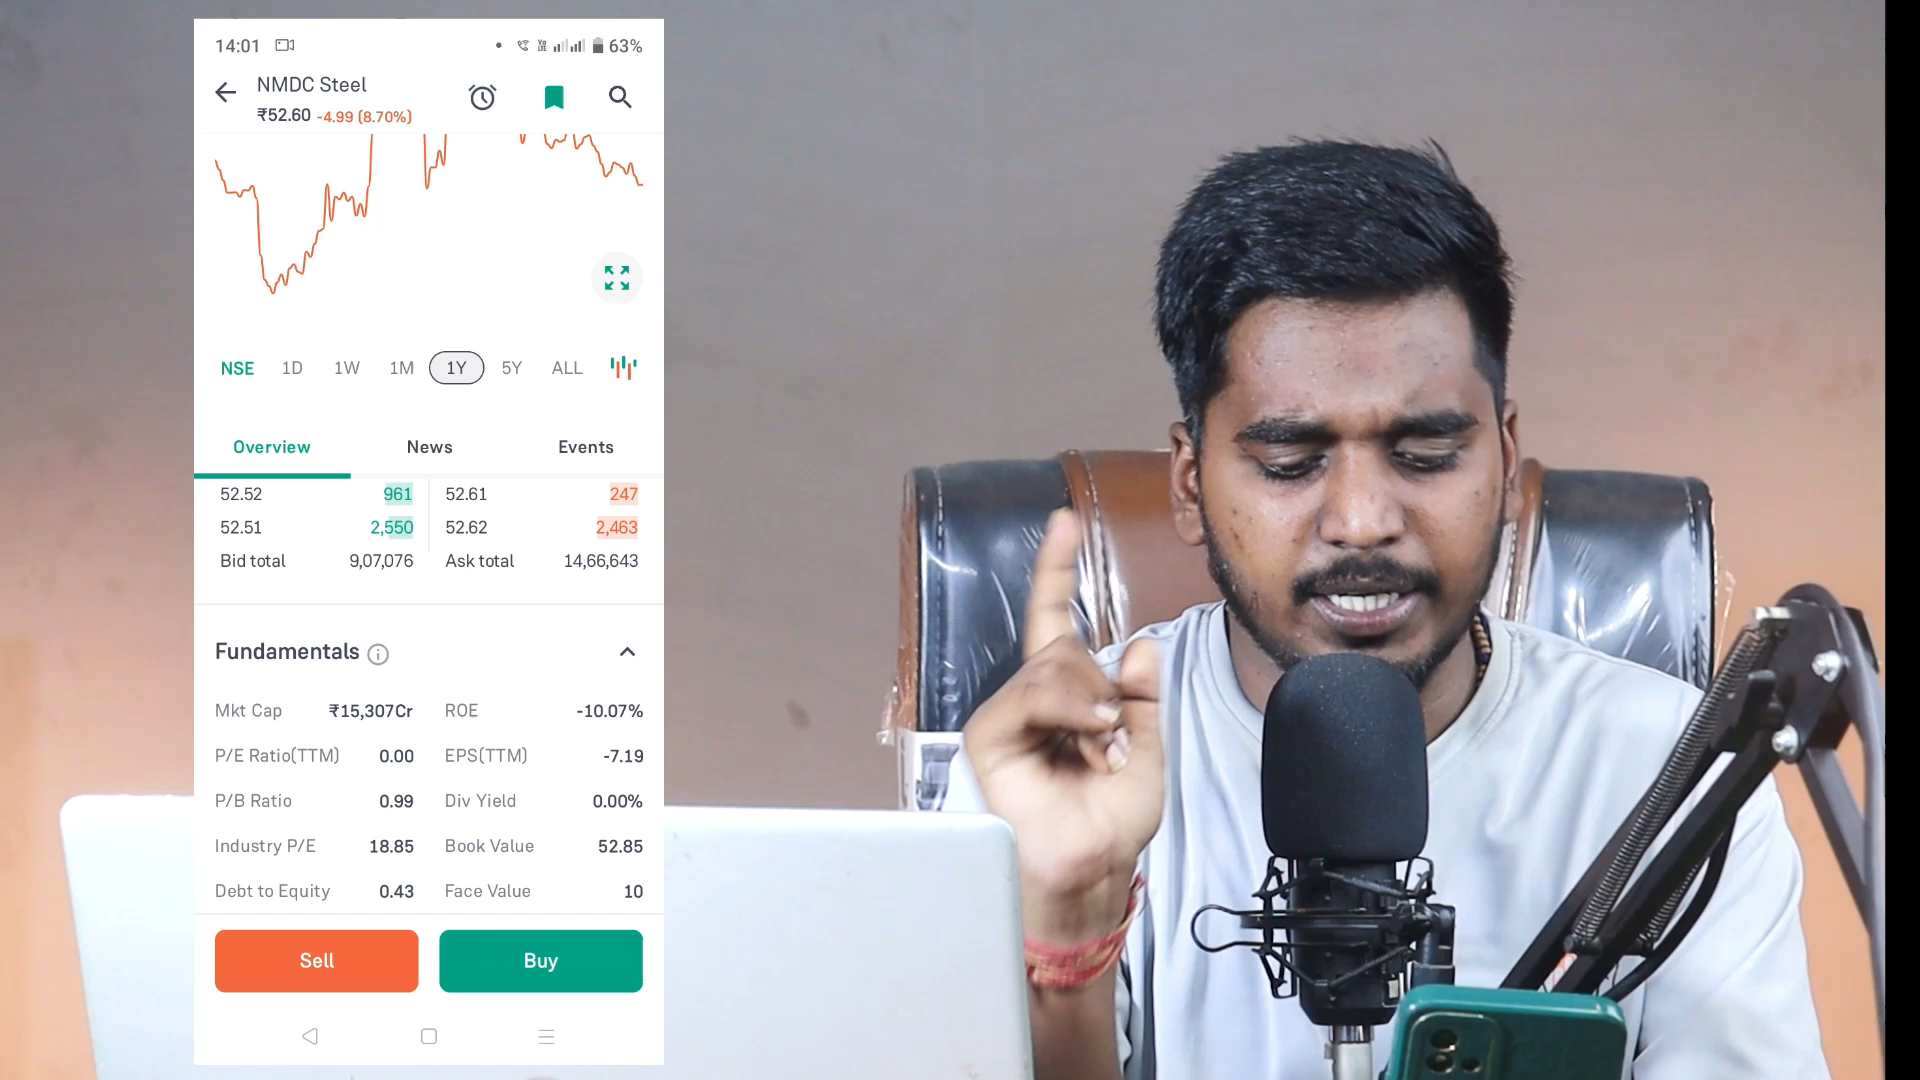 14:01 63%
NMDC Steel
₹52.60 -4.99 (8.70%)
NSE 1D 1W 1M 1Y 5Y ALL
Overview News Events
52.52 961 52.61 247
52.51 2,550 52.62 2,463
Bid total 9,07,076 Ask total 14,66,643
Fundamentals
Mkt Cap ₹15,307Cr ROE -10.07%
P/E Ratio(TTM) 0.00 EPS(TTM) -7.19
P/B Ratio 0.99 Div Yield 0.00%
Industry P/E 18.85 Book Value 52.85
Debt to Equity 0.43 Face Value 10
Sell Buy